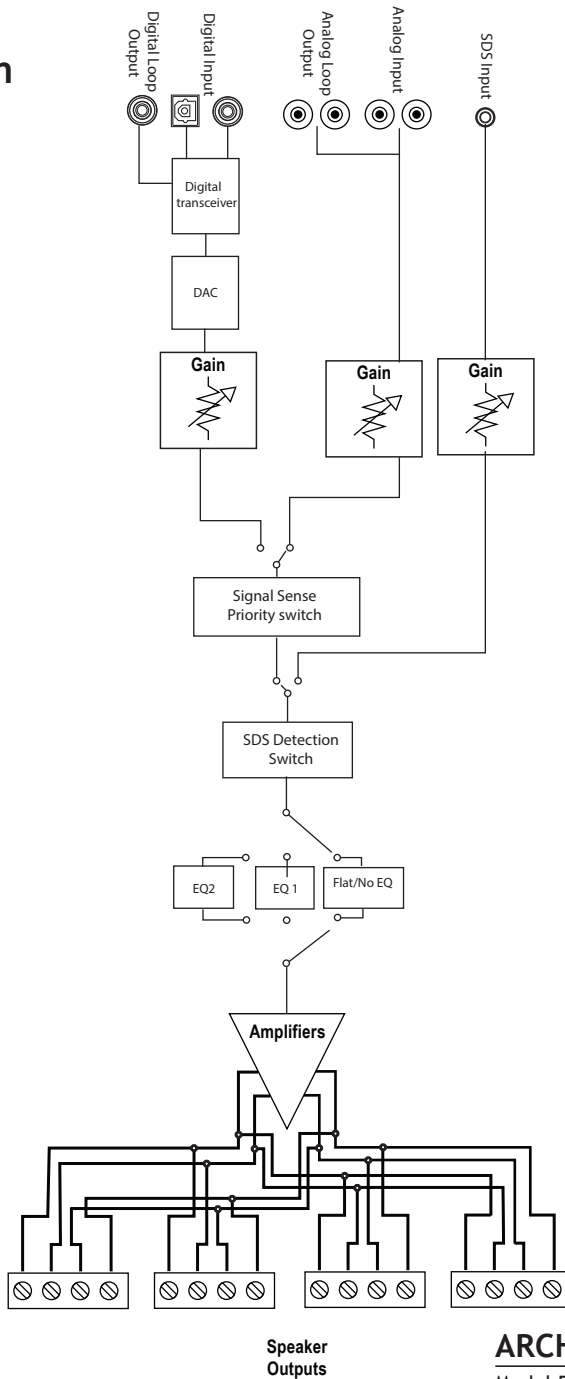 n
Digital Loop
Output
Digital Input
Analog Loop
Output
Analog Input
SDS Input
Digital
transceiver
DAC
Gain
Gain
Gain
Signal Sense
Priority switch
SDS Detection
Switch
EQ2
EQ 1
Flat/No EQ
Amplifiers
Speaker
Outputs
ARCH